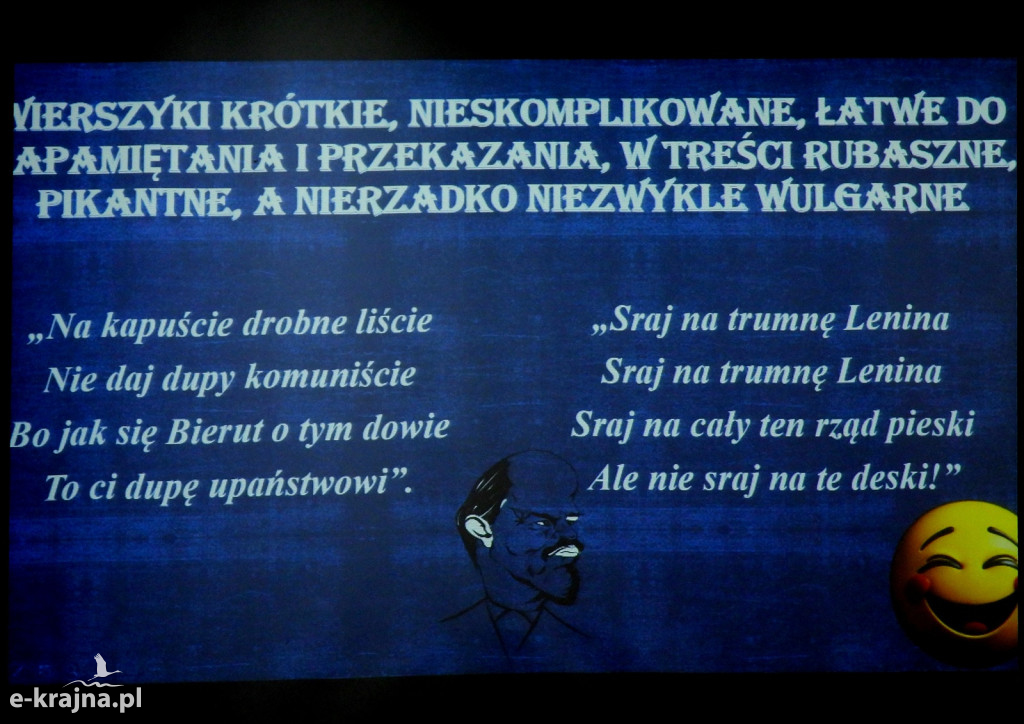 WIERSZYKI KRÓTKIE, NIESKOMPLIKOWANE, ŁATWE DO
APAMIĘTANIA I PRZEKAZANIA, W TREŚCI RUBASZNE,
PIKANTNE, A NIERZADKO NIEZWYKLE WULGARNE
„Na kapuście drobne liście
Nie daj dupy komuniście
Bo jak się Bierut o tym dowie
To ci dupę upaństwowi”.
„Sraj na trumnę Lenina
Sraj na trumnę Lenina
Sraj na cały ten rząd pieski
Ale nie sraj na te deski!”
e-krajna.pl